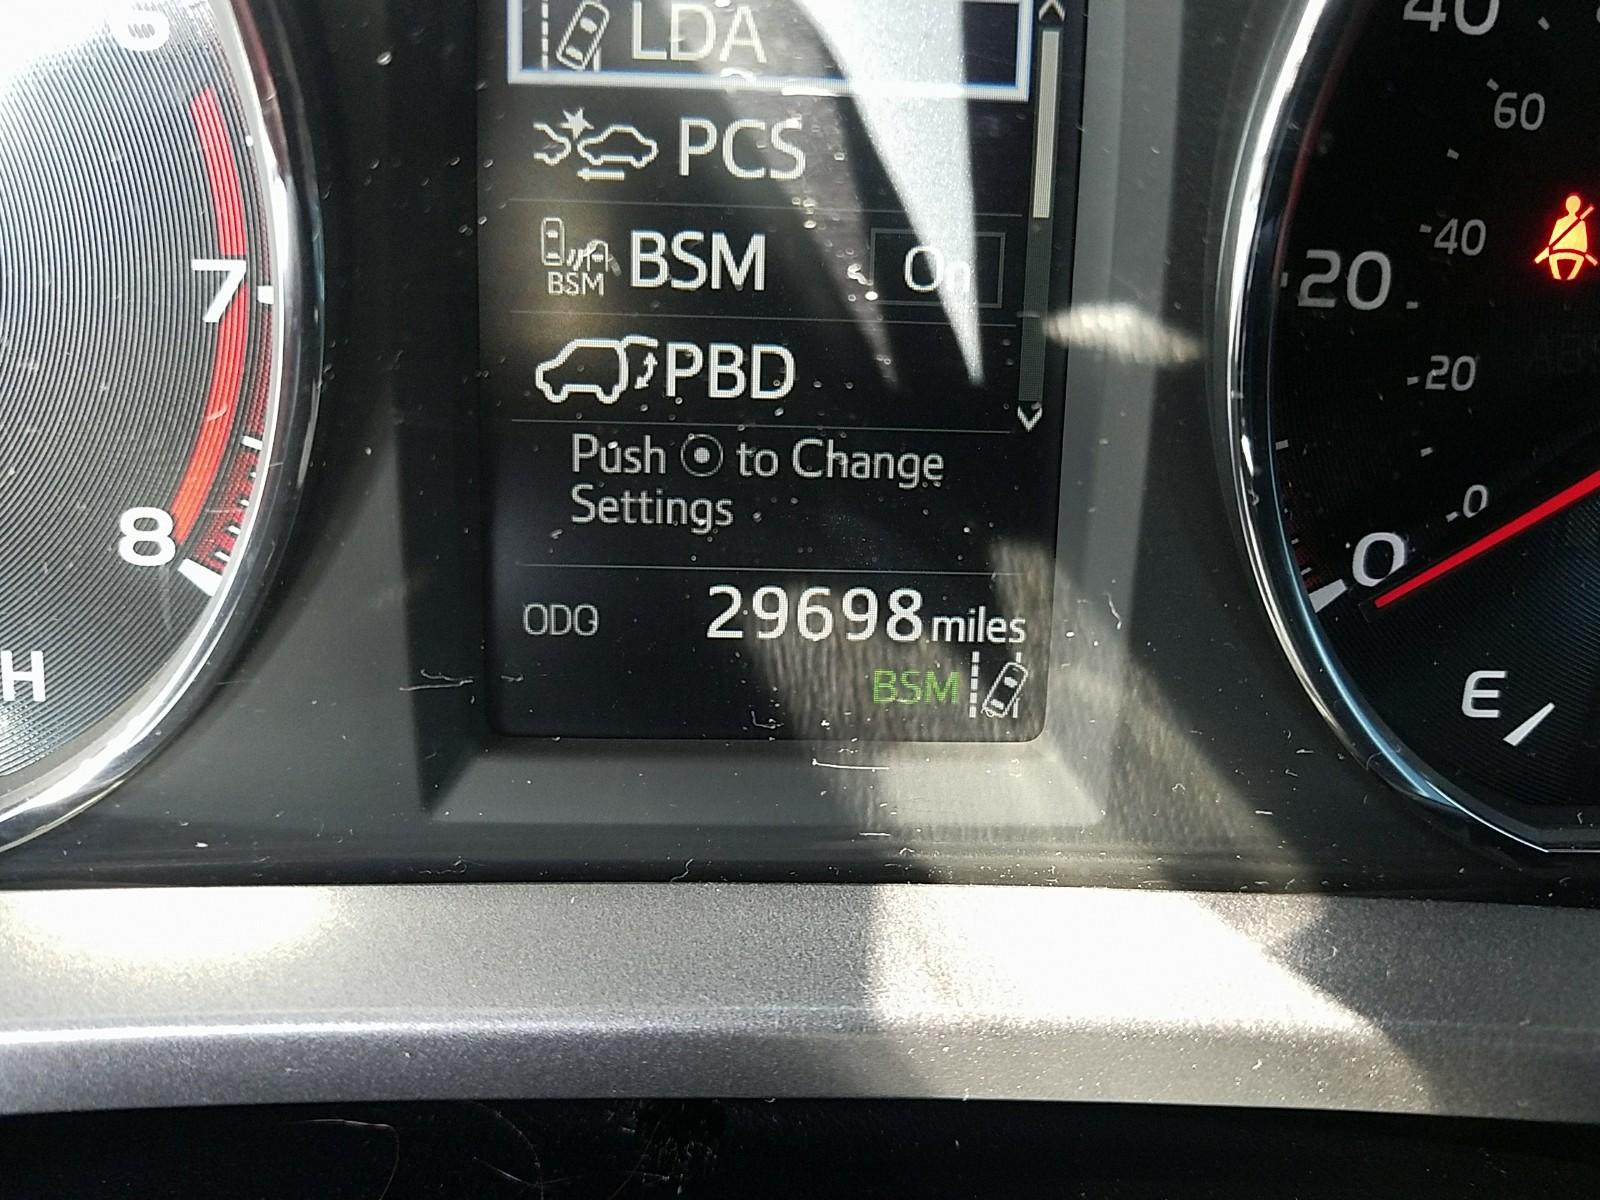 LDA
PCS
BSM
BSM On
PBD
Push to Change
Settings
ODO 29698 miles
BSM
7
8
H
40
60
20
40
20
0
0
E